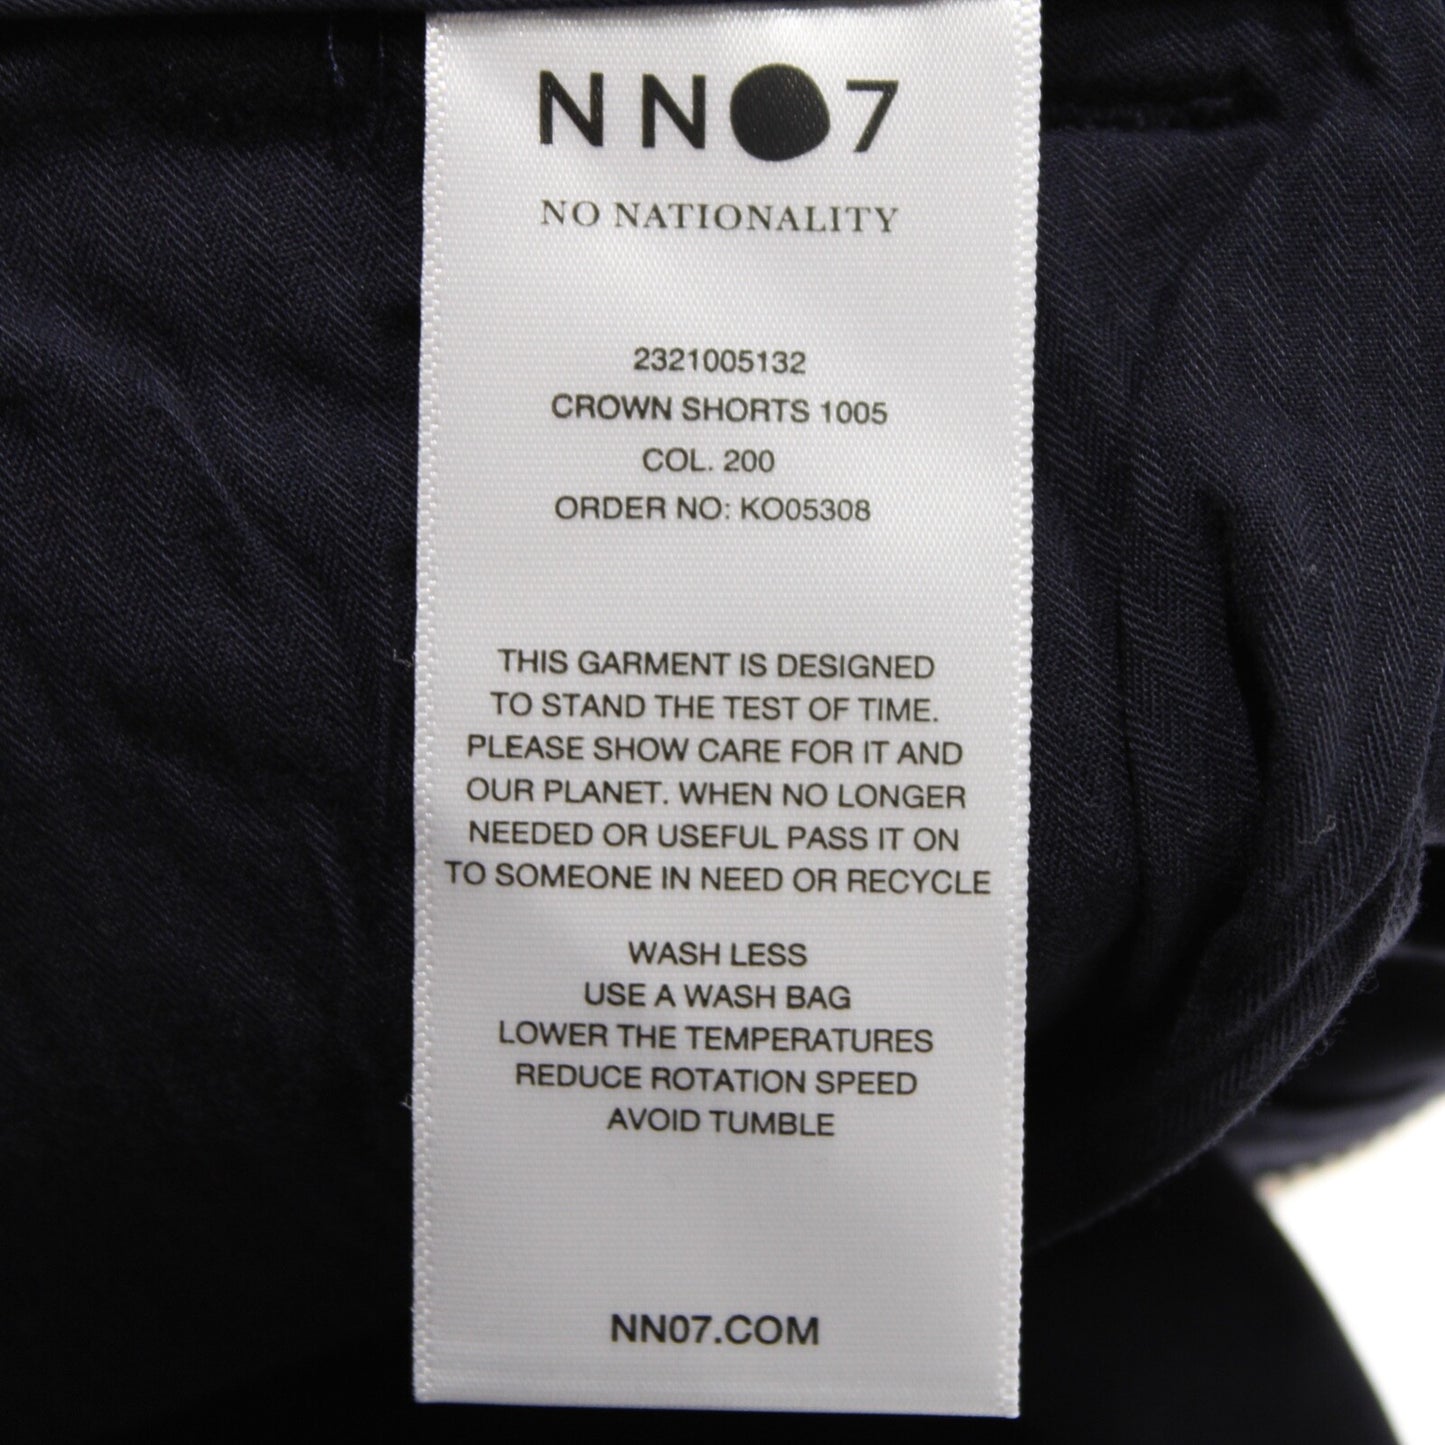 NN07
NO NATIONALITY
2321005132
CROWN SHORTS 1005
COL. 200
ORDER NO: KO05308
THIS GARMENT IS DESIGNED
TO STAND THE TEST OF TIME.
PLEASE SHOW CARE FOR IT AND
OUR PLANET. WHEN NO LONGER
NEEDED OR USEFUL PASS IT ON
TO SOMEONE IN NEED OR RECYCLE
WASH LESS
USE A WASH BAG
LOWER THE TEMPERATURES
REDUCE ROTATION SPEED
AVOID TUMBLE
NN07.COM